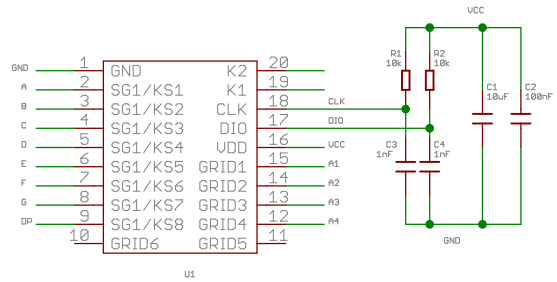 VCC
R1 R2
10k 10k
GND 1 GND K2 20
A 2 SG1/KS1 K1 19
B 3 SG1/KS2 CLK 18 CLK
C 4 SG1/KS3 DIO 17 DIO
D 5 SG1/KS4 VDD 16 VCC
E 6 SG1/KS5 GRID1 15 A1
F 7 SG1/KS6 GRID2 14 A2
G 8 SG1/KS7 GRID3 13 A3
DP 9 SG1/KS8 GRID4 12 A4
10 GRID6 GRID5 11
C1 C2
10uF 100nF
C3 C4
1nF 1nF
GND
U1